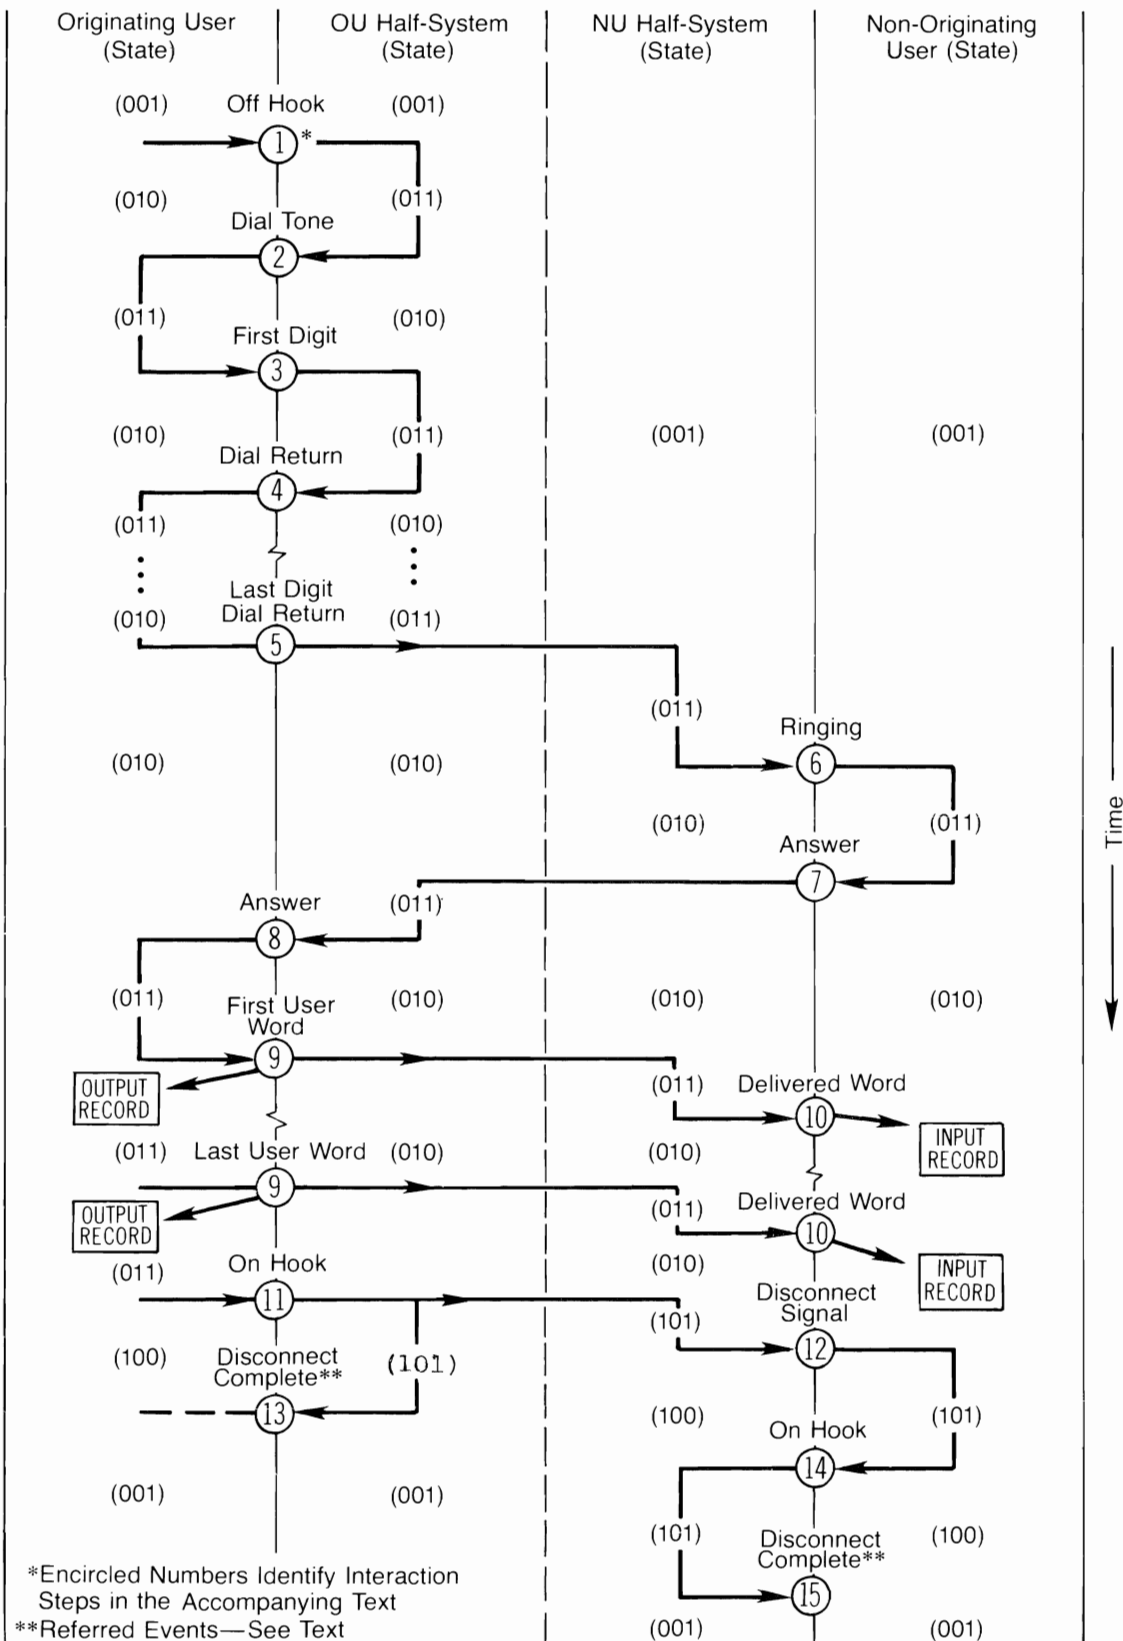 Originating User
(State)
OU Half-System
(State)
NU Half-System
(State)
Non-Originating
User (State)
(001)
Off Hook
(001)
1
*
(010)
(011)
Dial Tone
2
(011)
(010)
First Digit
3
(010)
(011)
(001)
(001)
Dial Return
4
(011)
(010)
Last Digit
Dial Return
(010)
(011)
5
(011)
Ringing
(010)
(010)
6
(010)
(011)
Answer
7
Answer
(011)
8
(011)
First User
Word
(010)
(010)
(010)
9
OUTPUT
RECORD
(011)
Delivered Word
10
INPUT
RECORD
(011)
Last User Word
(010)
(010)
9
OUTPUT
RECORD
(011)
Delivered Word
10
INPUT
RECORD
(011)
On Hook
(010)
11
Disconnect
Signal
(101)
12
(100)
Disconnect
Complete**
(101)
13
(100)
(101)
On Hook
14
(001)
(001)
(101)
Disconnect
Complete**
(100)
15
(001)
(001)
Time
*Encircled Numbers Identify Interaction
Steps in the Accompanying Text
**Referred Events—See Text